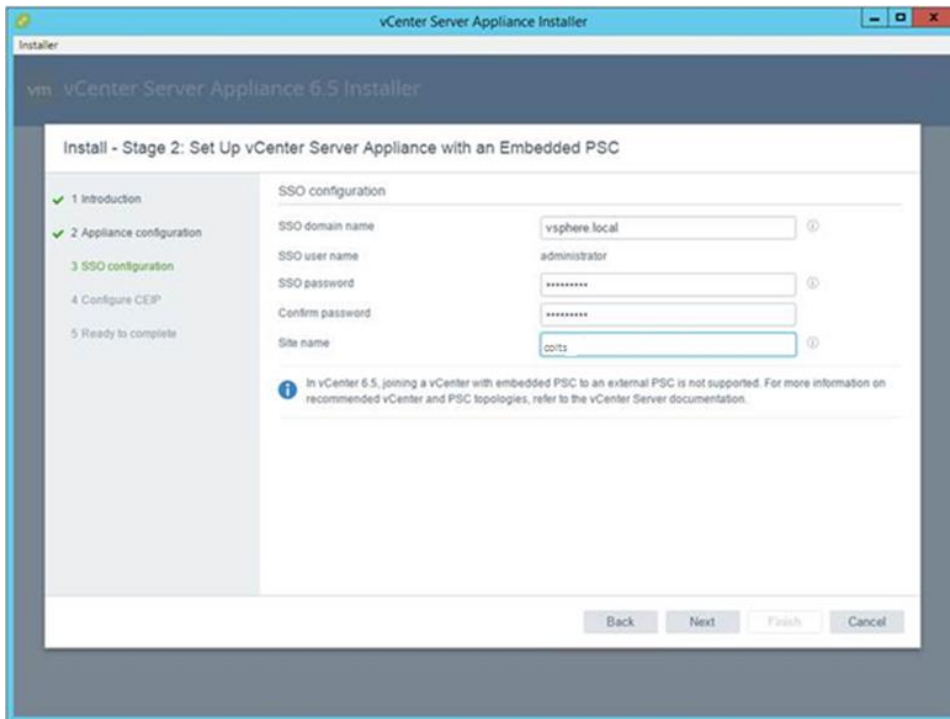 vCenter Server Appliance Installer
Installer
vm vCenter Server Appliance 6.5 Installer
Install - Stage 2: Set Up vCenter Server Appliance with an Embedded PSC
1 Introduction
2 Appliance configuration
3 SSO configuration
4 Configure CEIP
5 Ready to complete
SSO configuration
SSO domain name
vsphere.local
SSO user name
administrator
SSO password
•••••••••
Confirm password
•••••••••
Site name
coits
In vCenter 6.5, joining a vCenter with embedded PSC to an external PSC is not supported. For more information on
recommended vCenter and PSC topologies, refer to the vCenter Server documentation.
Back
Next
Finish
Cancel